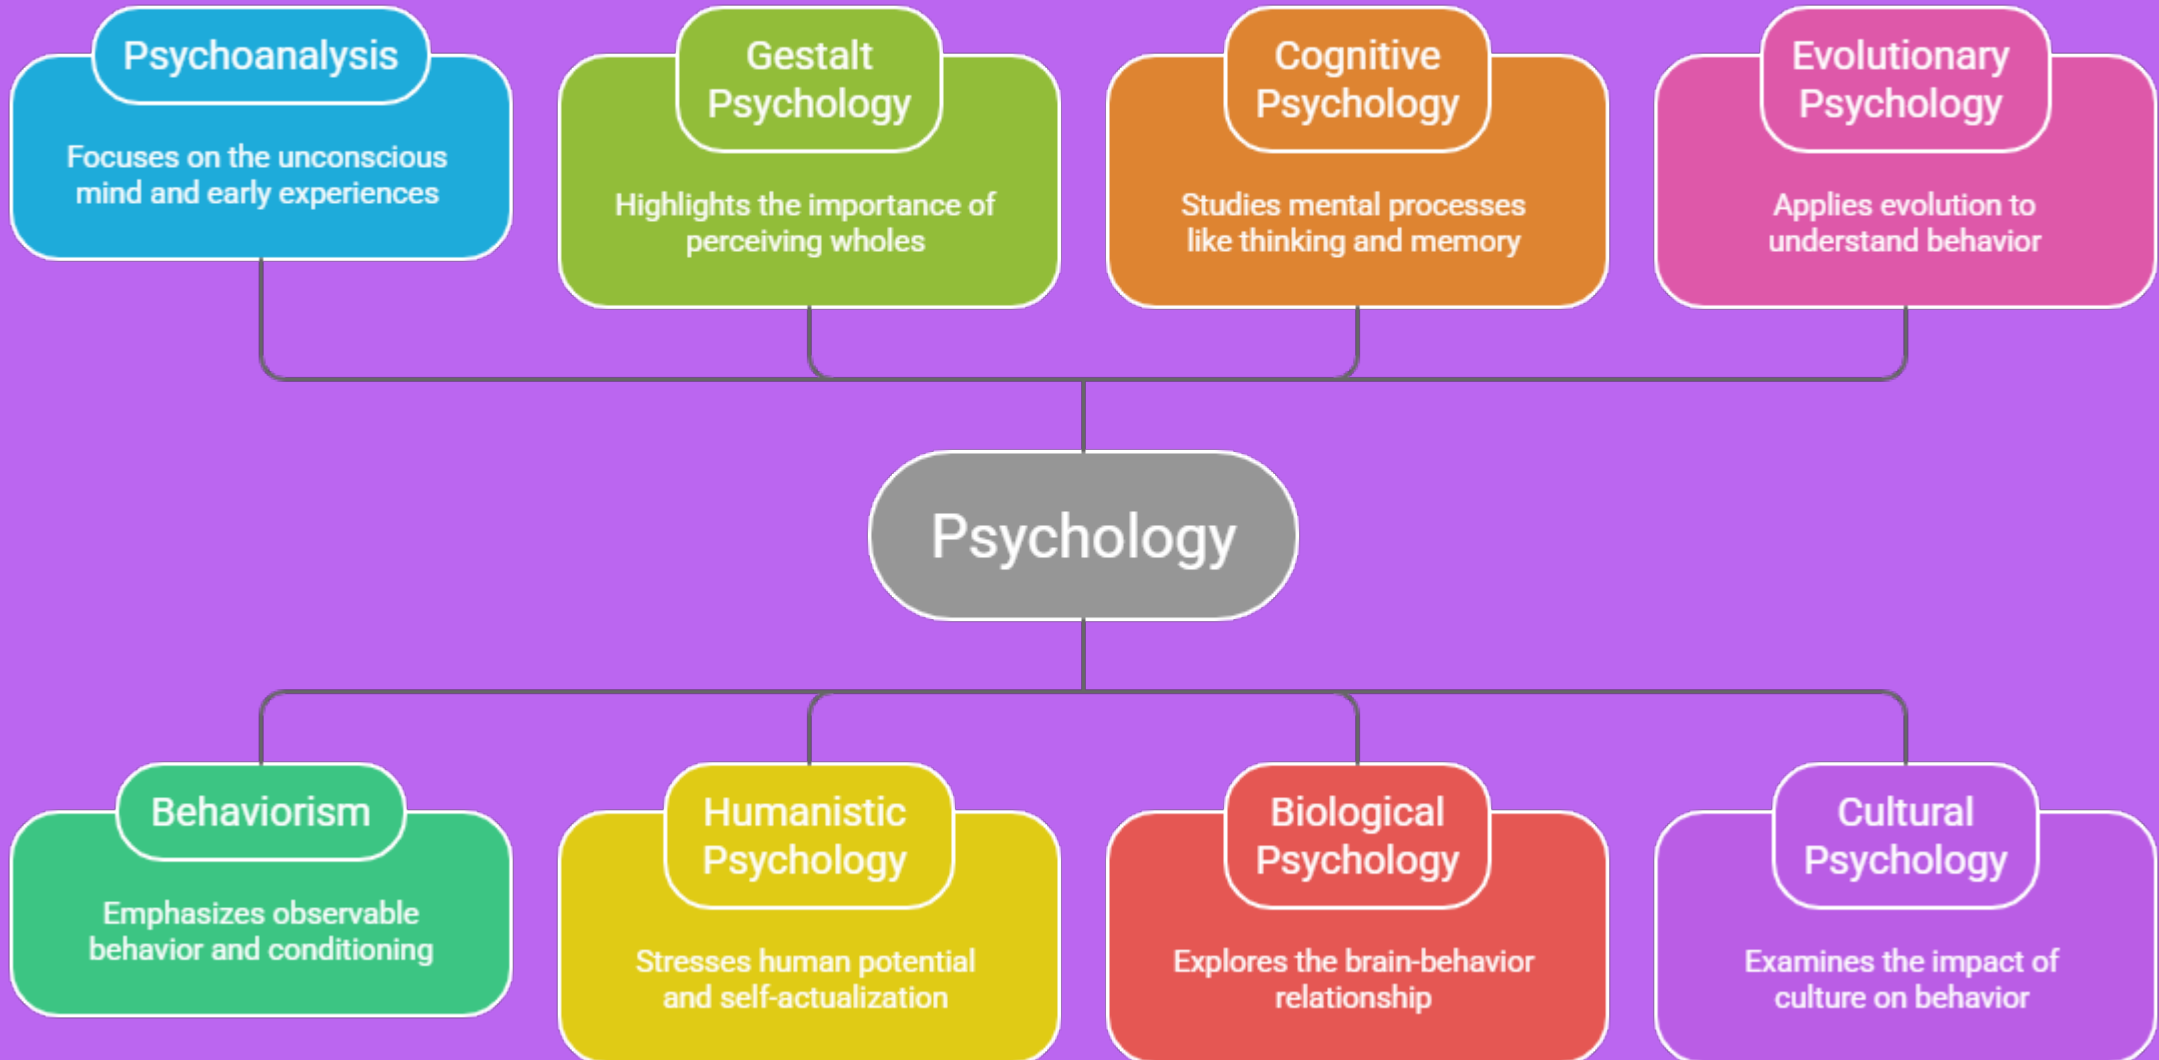 Psychoanalysis
Focuses on the unconscious
mind and early experiences
Gestalt
Psychology
Highlights the importance of
perceiving wholes
Cognitive
Psychology
Studies mental processes
like thinking and memory
Evolutionary
Psychology
Applies evolution to
understand behavior
Psychology
Behaviorism
Emphasizes observable
behavior and conditioning
Humanistic
Psychology
Stresses human potential
and self-actualization
Biological
Psychology
Explores the brain-behavior
relationship
Cultural
Psychology
Examines the impact of
culture on behavior